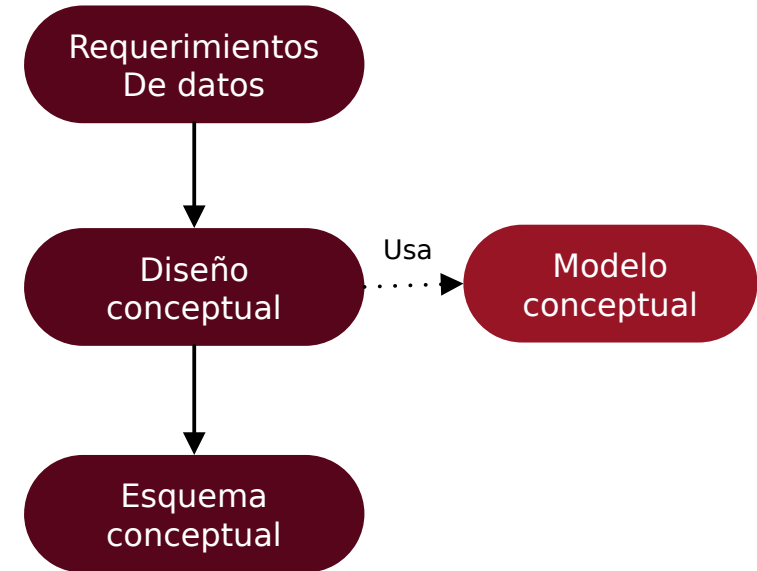 Requerimientos
De datos
Diseño
conceptual
Usa
Modelo
conceptual
Esquema
conceptual